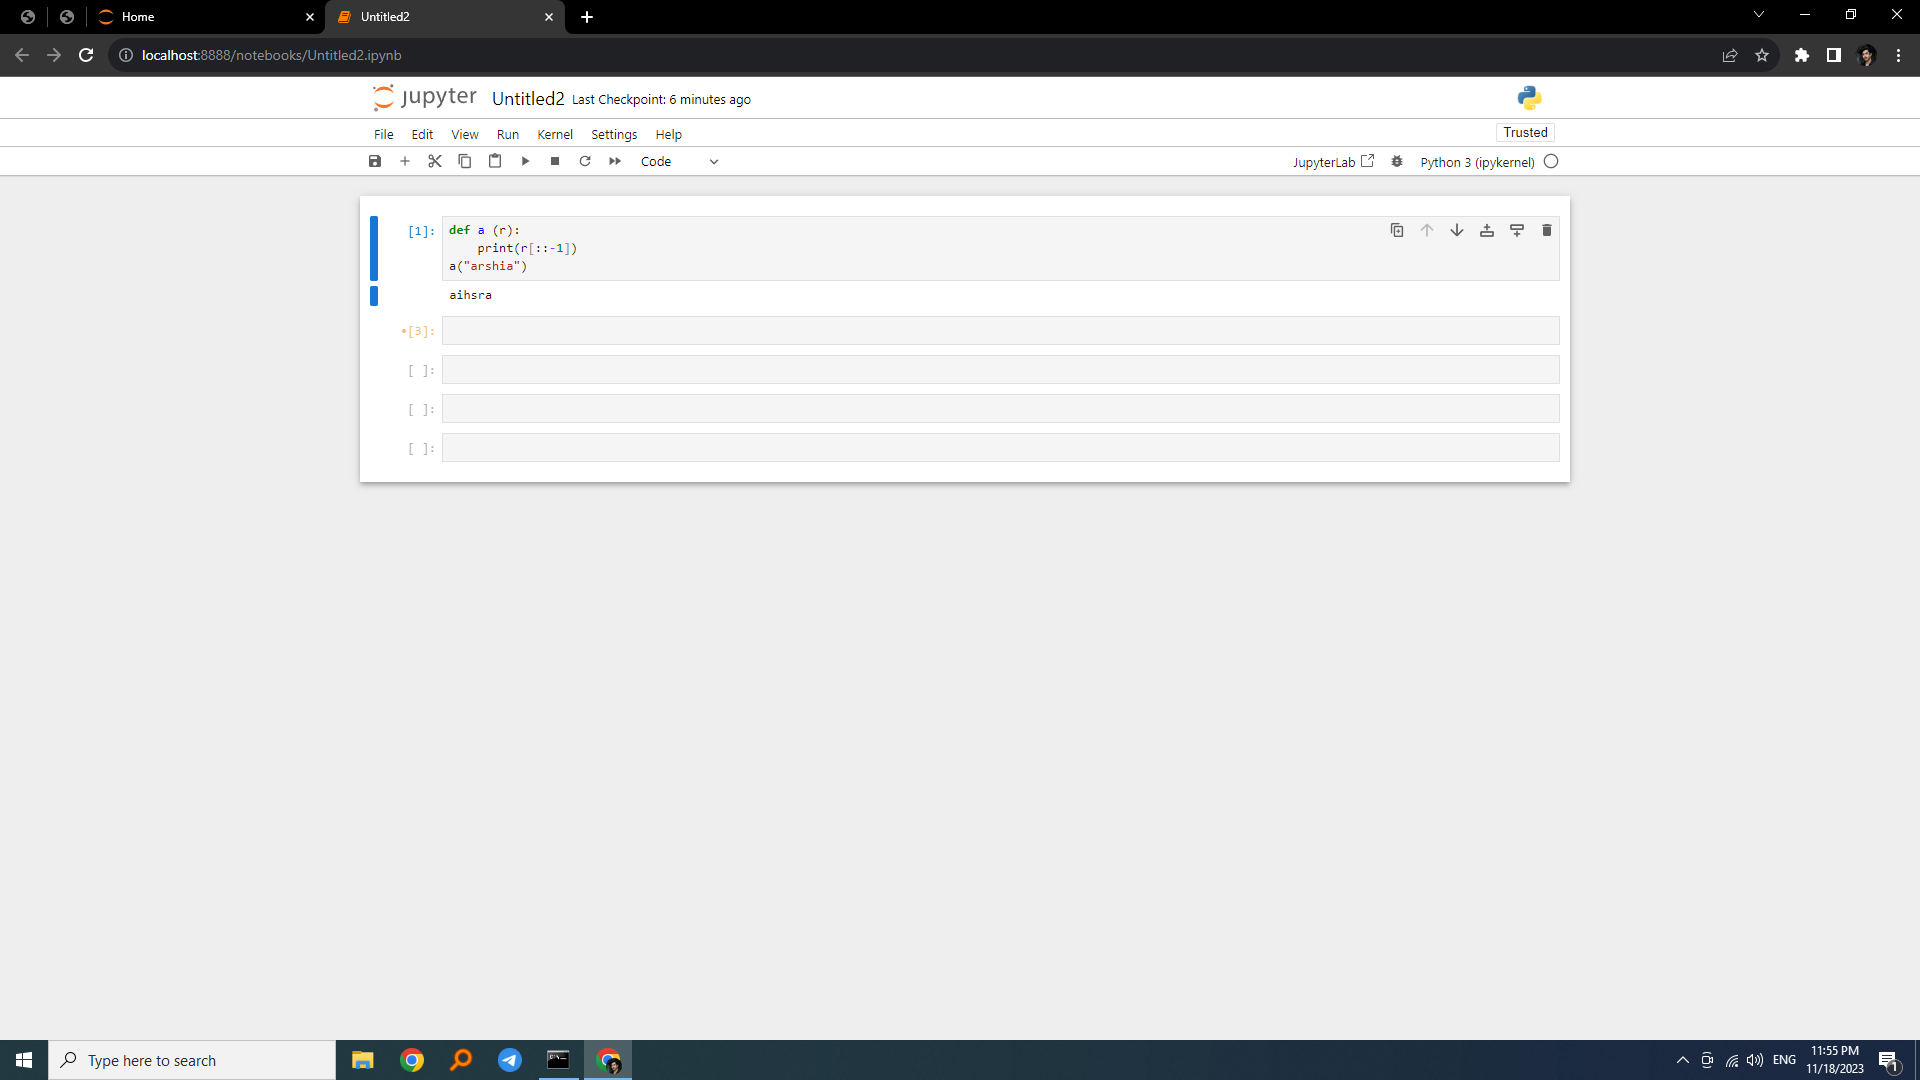 Home
Untitled2
localhost:8888/notebooks/Untitled2.ipynb
jupyter Untitled2 Last Checkpoint: 6 minutes ago
File Edit View Run Kernel Settings Help
Trusted
Code
JupyterLab
Python 3 (ipykernel)
[1]: def a (r):
    print(r[::-1])
a("arshia")
aihsra
•[3]:
[ ]:
[ ]:
[ ]:
Type here to search
ENG
11:55 PM
11/18/2023
1